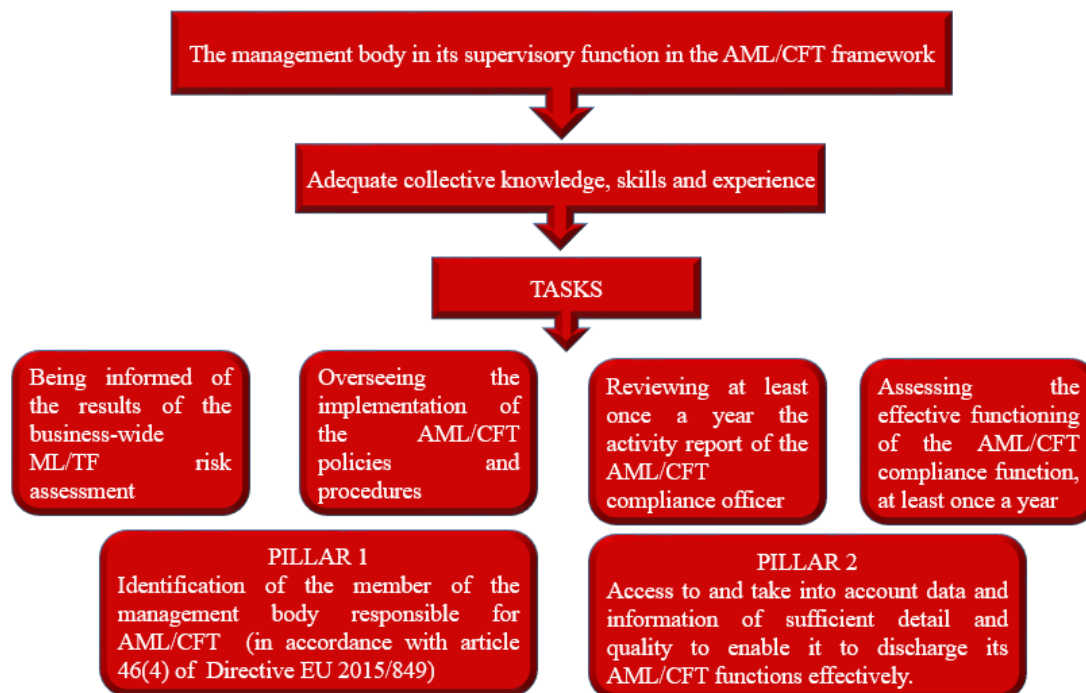 The management body in its supervisory function in the AML/CFT framework
Adequate collective knowledge, skills and experience
TASKS
Being informed of
the results of the
business-wide
ML/TF risk
assessment
Overseeing the
implementation of
the AML/CFT
policies and
procedures
Reviewing at least
once a year the
activity report of the
AML/CFT
compliance officer
Assessing the
effective functioning
of the AML/CFT
compliance function,
at least once a year
PILLAR 1
Identification of the member of the
management body responsible for
AML/CFT (in accordance with article
46(4) of Directive EU 2015/849)
PILLAR 2
Access to and take into account data and
information of sufficient detail and
quality to enable it to discharge its
AML/CFT functions effectively.